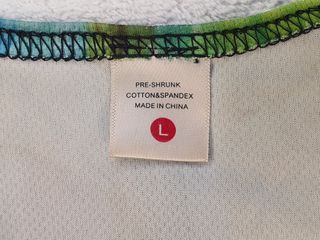 PRE-SHRUNK
COTTON&SPANDEX
MADE IN CHINA
L